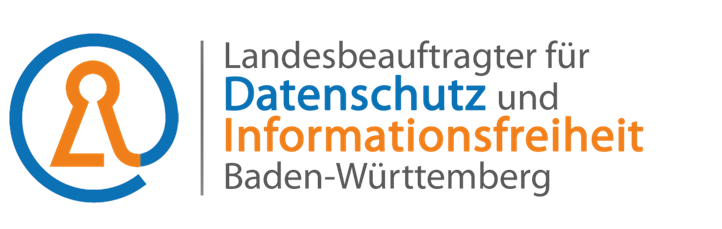 Landesbeauftragter für
Datenschutz und
Informationsfreiheit
Baden-Württemberg